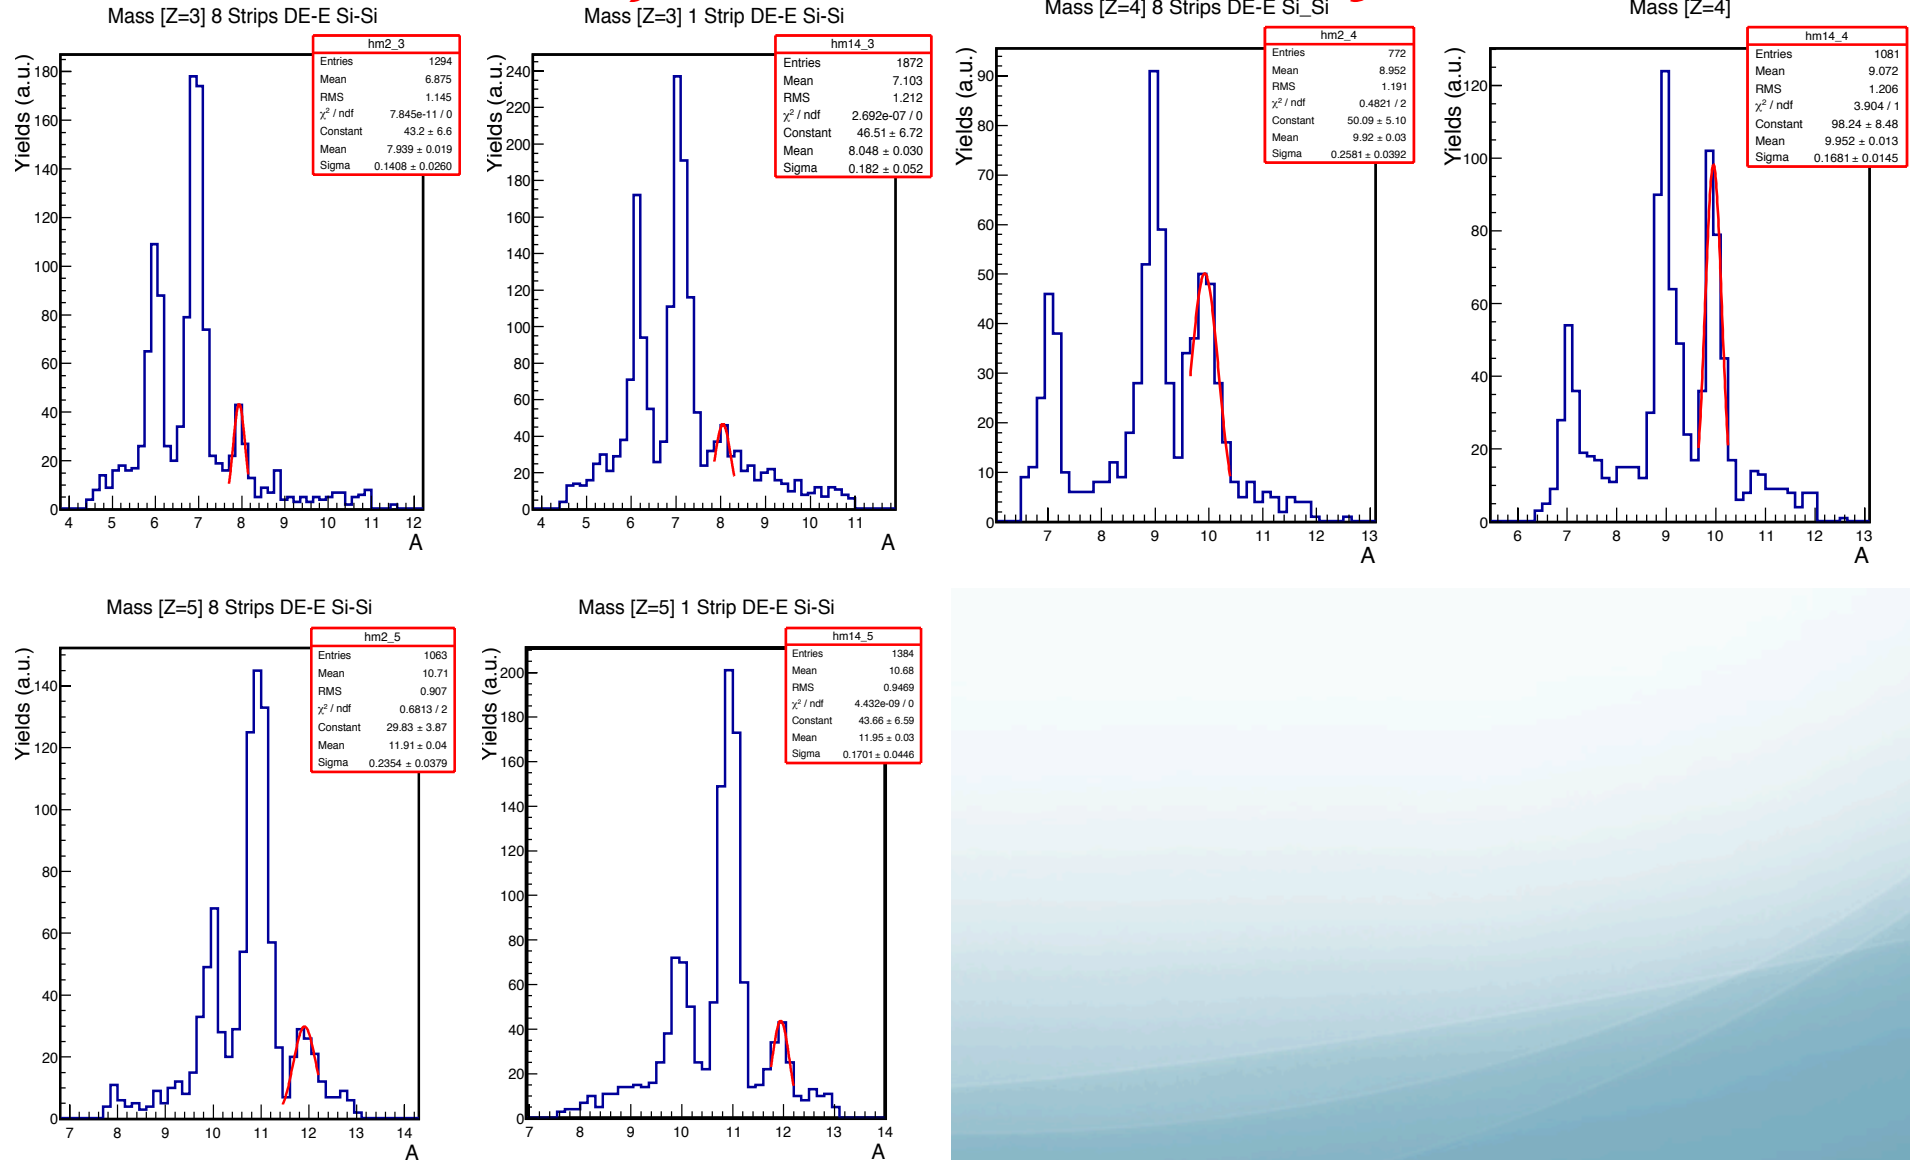 Mass [Z=3] 8 Strips DE-E Si-Si
Yields (a.u.)
hm2_3
Entries 1294
Mean 6.875
RMS 1.145
χ² / ndf 7.845e-11 / 0
Constant 43.2 ± 6.6
Mean 7.939 ± 0.019
Sigma 0.1408 ± 0.0260
180
160
140
120
100
80
60
40
20
0
4 5 6 7 8 9 10 11 12
A
Mass [Z=3] 1 Strip DE-E Si-Si
Yields (a.u.)
hm14_3
Entries 1872
Mean 7.103
RMS 1.212
χ² / ndf 2.692e-07 / 0
Constant 46.51 ± 6.72
Mean 8.048 ± 0.030
Sigma 0.182 ± 0.052
240
220
200
180
160
140
120
100
80
60
40
20
0
4 5 6 7 8 9 10 11
A
Mass [Z=4] 8 Strips DE-E Si_Si
Yields (a.u.)
hm2_4
Entries 772
Mean 8.952
RMS 1.191
χ² / ndf 0.4821 / 2
Constant 50.09 ± 5.10
Mean 9.92 ± 0.03
Sigma 0.2581 ± 0.0392
90
80
70
60
50
40
30
20
10
0
7 8 9 10 11 12 13
A
Mass [Z=4]
Yields (a.u.)
hm14_4
Entries 1081
Mean 9.072
RMS 1.206
χ² / ndf 3.904 / 1
Constant 98.24 ± 8.48
Mean 9.952 ± 0.013
Sigma 0.1681 ± 0.0145
120
100
80
60
40
20
0
6 7 8 9 10 11 12 13
A
Mass [Z=5] 8 Strips DE-E Si-Si
Yields (a.u.)
hm2_5
Entries 1063
Mean 10.71
RMS 0.907
χ² / ndf 0.6813 / 2
Constant 29.83 ± 3.87
Mean 11.91 ± 0.04
Sigma 0.2354 ± 0.0379
140
120
100
80
60
40
20
0
7 8 9 10 11 12 13 14
A
Mass [Z=5] 1 Strip DE-E Si-Si
Yields (a.u.)
hm14_5
Entries 1384
Mean 10.68
RMS 0.9469
χ² / ndf 4.432e-09 / 0
Constant 43.66 ± 6.59
Mean 11.95 ± 0.03
Sigma 0.1701 ± 0.0446
200
180
160
140
120
100
80
60
40
20
0
7 8 9 10 11 12 13 14
A